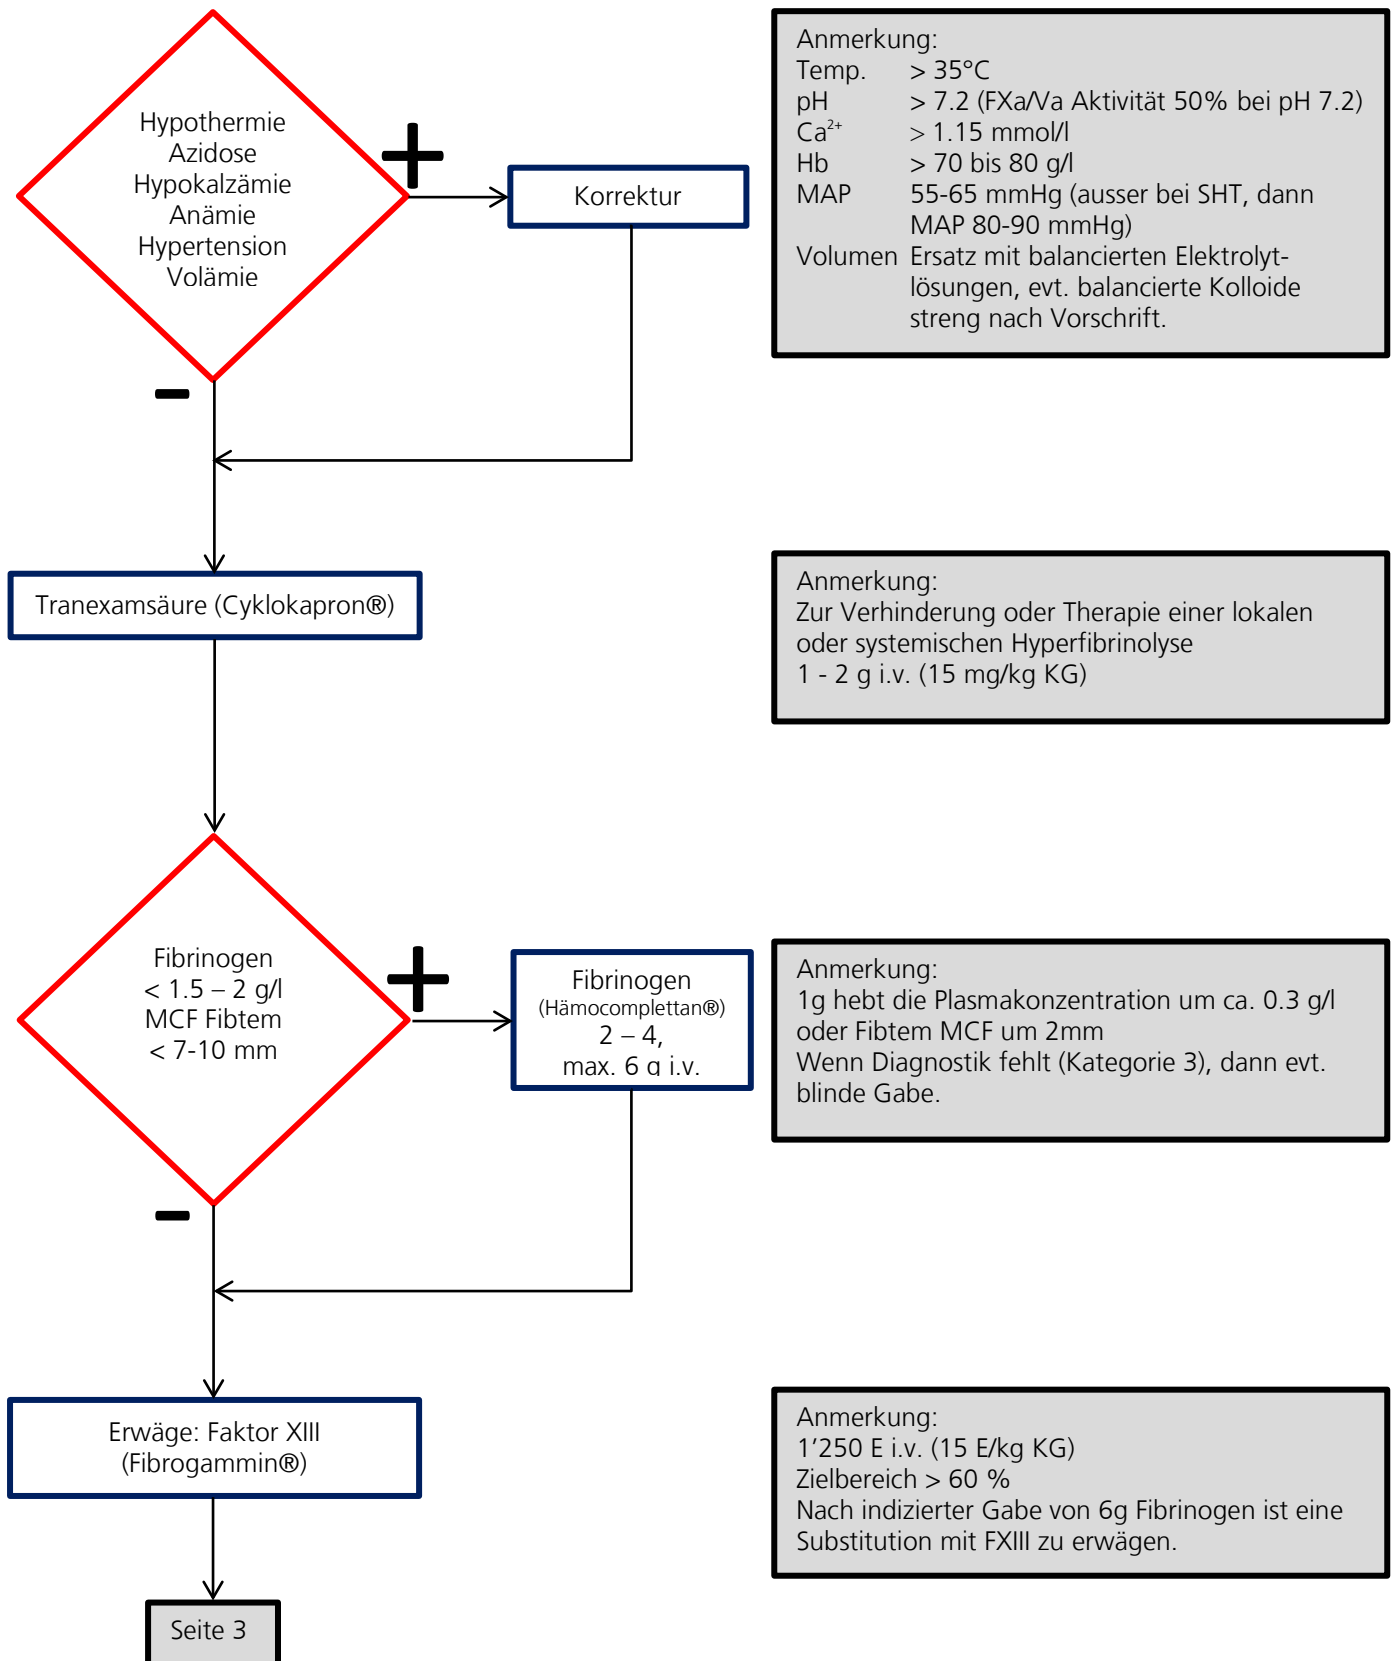 Hypothermie
Azidose
Hypokalzämie
Anämie
Hypertension
Volämie
+
Korrektur
-
Anmerkung:
Temp. > 35°C
pH > 7.2 (FXa/Va Aktivität 50% bei pH 7.2)
Ca²⁺ > 1.15 mmol/l
Hb > 70 bis 80 g/l
MAP 55-65 mmHg (ausser bei SHT, dann
MAP 80-90 mmHg)
Volumen Ersatz mit balancierten Elektrolyt-
lösungen, evt. balancierte Kolloide
streng nach Vorschrift.
Tranexamsäure (Cyklokapron®)
Anmerkung:
Zur Verhinderung oder Therapie einer lokalen
oder systemischen Hyperfibrinolyse
1 - 2 g i.v. (15 mg/kg KG)
Fibrinogen
< 1.5 – 2 g/l
MCF Fibtem
< 7-10 mm
+
Fibrinogen
(Hämocomplettan®)
2 – 4,
max. 6 g i.v.
-
Anmerkung:
1g hebt die Plasmakonzentration um ca. 0.3 g/l
oder Fibtem MCF um 2mm
Wenn Diagnostik fehlt (Kategorie 3), dann evt.
blinde Gabe.
Erwäge: Faktor XIII
(Fibrogammin®)
Anmerkung:
1’250 E i.v. (15 E/kg KG)
Zielbereich > 60 %
Nach indizierter Gabe von 6g Fibrinogen ist eine
Substitution mit FXIII zu erwägen.
Seite 3